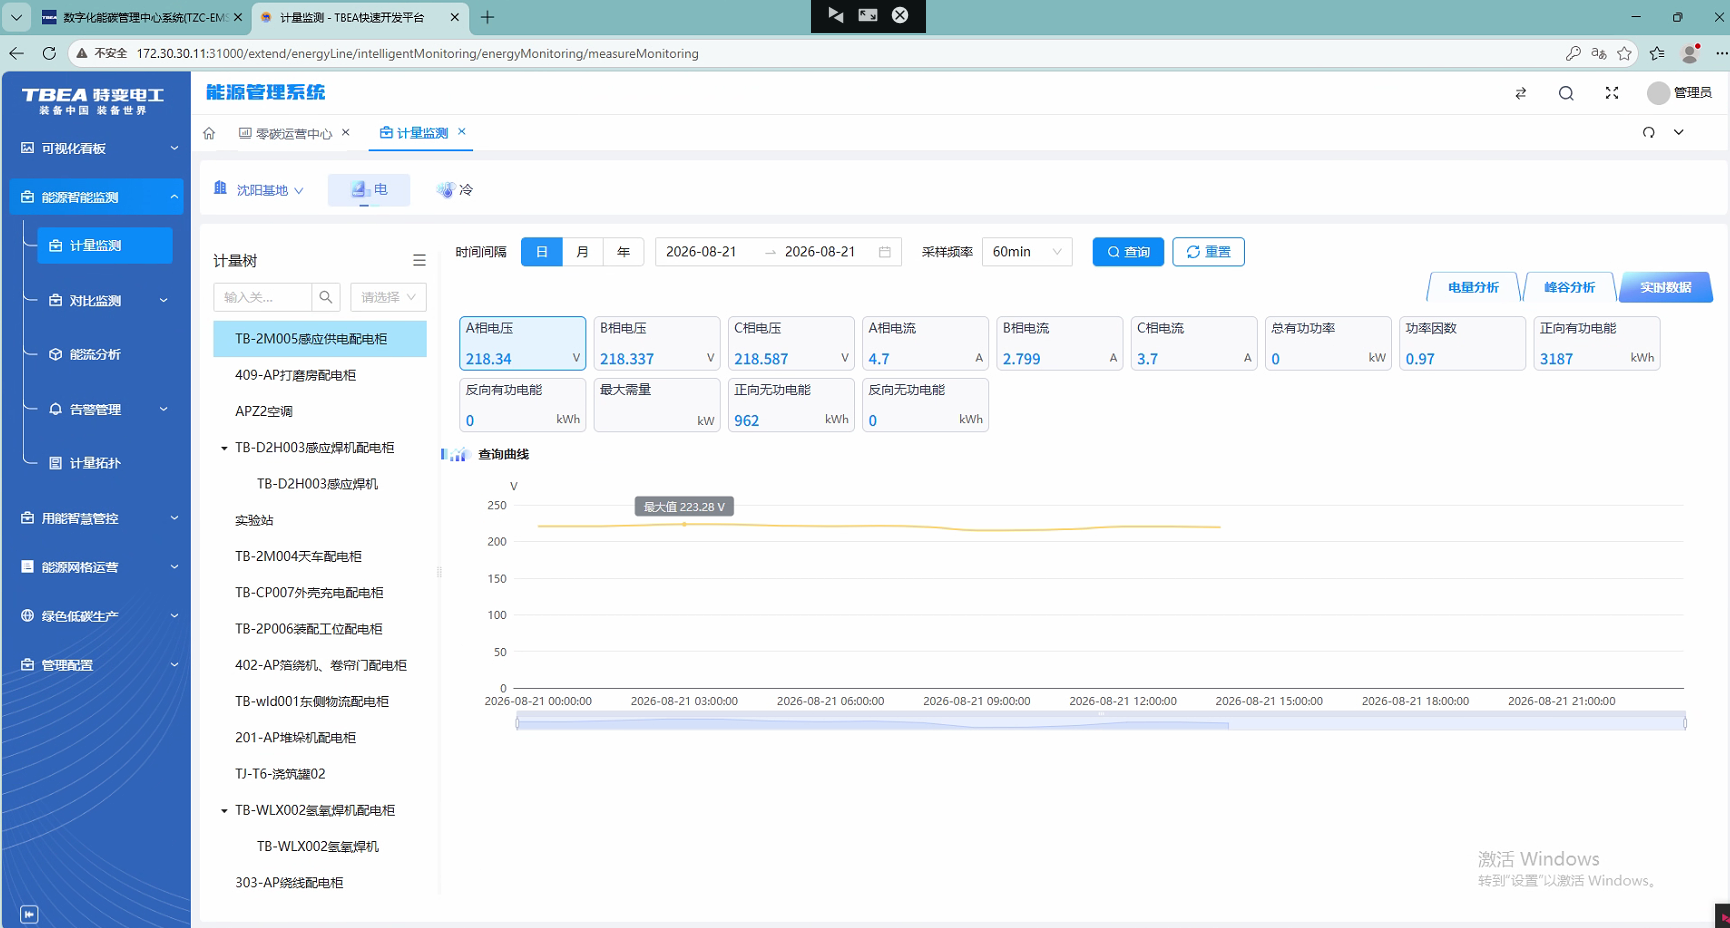 数字化能碳管理中心系统(TZC-EMS
计量监测 - TBEA快速开发平台
不安全 172.30.30.11:31000/extend/energyLine/intelligentMonitoring/energyMonitoring/measureMonitoring
TBEA 特变电工
装备中国 装备世界
能源管理系统
管理员
零碳运营中心
计量监测
可视化看板
能源智能监测
计量监测
对比监测
能流分析
告警管理
计量拓扑
用能智慧管控
能源网格运营
绿色低碳生产
管理配置
沈阳基地
电
冷
计量树
输入关...
请选择
TB-2M005感应供电配电柜
409-AP打磨房配电柜
APZ2空调
TB-D2H003感应焊机配电柜
TB-D2H003感应焊机
实验站
TB-2M004天车配电柜
TB-CP007外壳充电配电柜
TB-2P006装配工位配电柜
402-AP箔绕机、卷帘门配电柜
TB-wld001东侧物流配电柜
201-AP堆垛机配电柜
TJ-T6-浇筑罐02
TB-WLX002氢氧焊机配电柜
TB-WLX002氢氧焊机
303-AP绕线配电柜
时间间隔 日 月 年 2026-08-21 → 2026-08-21 采样频率 60min 查询 重置
电量分析 峰谷分析 实时数据
A相电压 B相电压 C相电压 A相电流 B相电流 C相电流 总有功功率 功率因数 正向有功电能
218.34 V 218.337 V 218.587 V 4.7 A 2.799 A 3.7 A 0 kW 0.97 3187 kWh
反向有功电能 最大需量 正向无功电能 反向无功电能
0 kWh kW 962 kWh 0 kWh
查询曲线
V
最大值 223.28 V
250
200
150
100
50
0
2026-08-21 00:00:00 2026-08-21 03:00:00 2026-08-21 06:00:00 2026-08-21 09:00:00 2026-08-21 12:00:00 2026-08-21 15:00:00 2026-08-21 18:00:00 2026-08-21 21:00:00
激活 Windows
转到"设置"以激活 Windows。